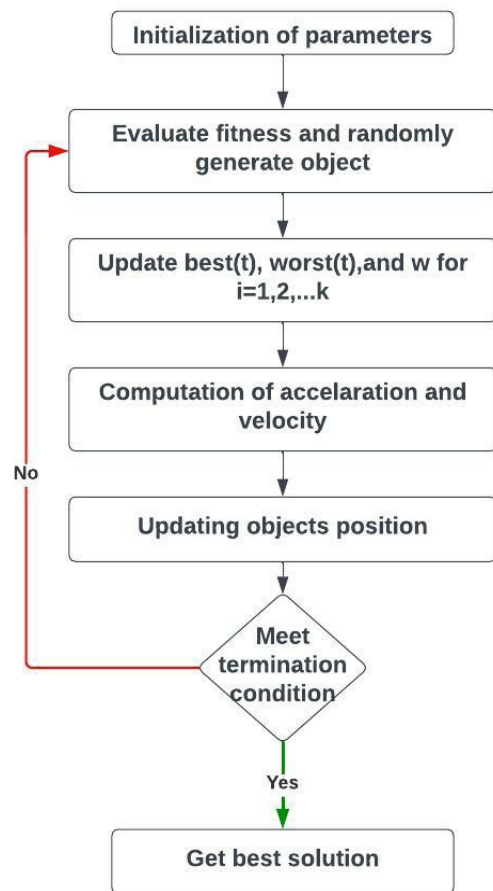 Initialization of parameters
Evaluate fitness and randomly
generate object
Update best(t), worst(t),and w for
i=1,2,...k
Computation of accelaration and
velocity
No
Updating objects position
Meet
termination
condition
Yes
Get best solution